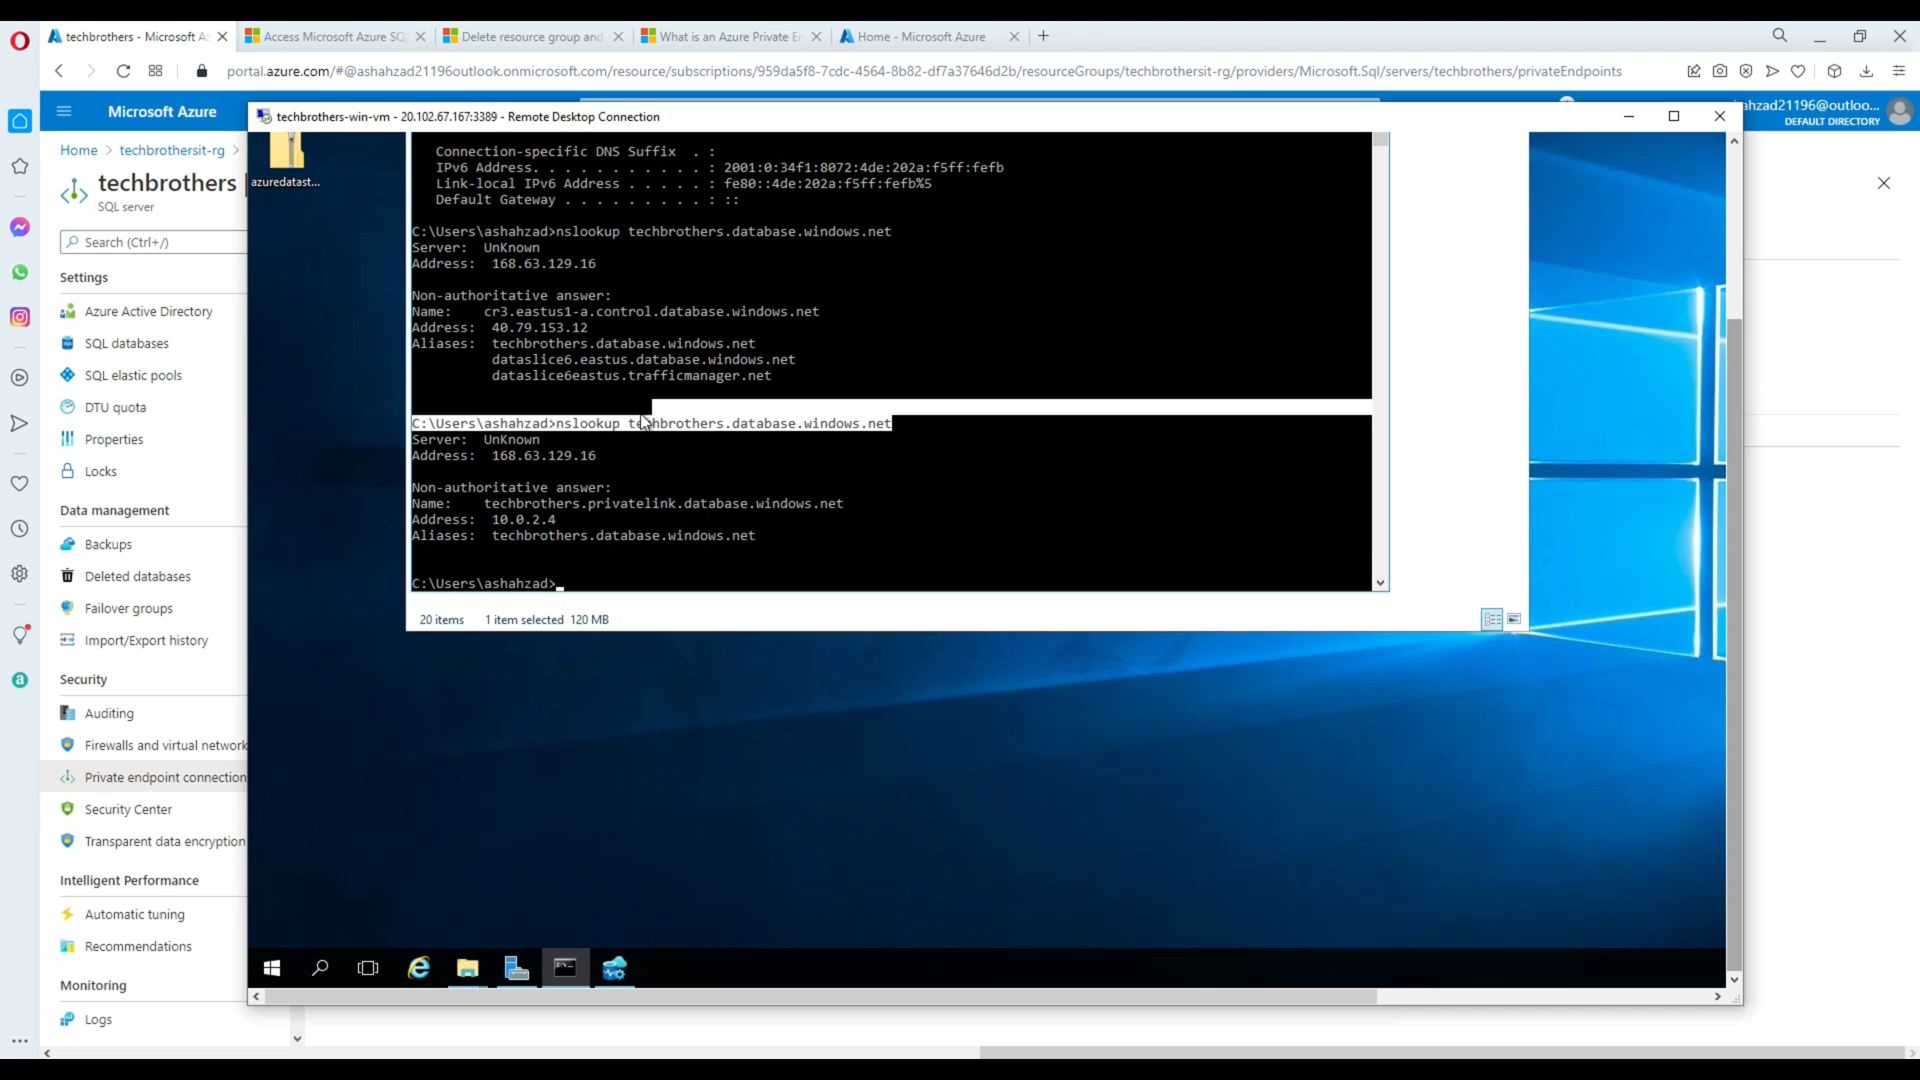 techbrothers - Microsoft A
Access Microsoft Azure SQ
Delete resource group and
What is an Azure Private E
Home - Microsoft Azure
portal.azure.com/#@ashahzad21196outlook.onmicrosoft.com/resource/subscriptions/959da5f8-7cdc-4564-8b82-df7a37646d2b/resourceGroups/techbrothersit-rg/providers/Microsoft.Sql/servers/techbrothers/privateEndpoints
Microsoft Azure
techbrothers-win-vm - 20.102.67.167:3389 - Remote Desktop Connection
ahzad21196@outloo...
DEFAULT DIRECTORY
Home > techbrothersit-rg >
techbrothers
SQL server
Search (Ctrl+/)
Settings
Azure Active Directory
SQL databases
SQL elastic pools
DTU quota
Properties
Locks
Data management
Backups
Deleted databases
Failover groups
Import/Export history
Security
Auditing
Firewalls and virtual network
Private endpoint connection
Security Center
Transparent data encryption
Intelligent Performance
Automatic tuning
Recommendations
Monitoring
Logs
azuredatast...
Connection-specific DNS Suffix . :
IPv6 Address. . . . . . . . . . . : 2001:0:34f1:8072:4de:202a:f5ff:fefb
Link-local IPv6 Address . . . . . : fe80::4de:202a:f5ff:fefb%5
Default Gateway . . . . . . . . . : ::
C:\Users\ashahzad>nslookup techbrothers.database.windows.net
Server: UnKnown
Address: 168.63.129.16
Non-authoritative answer:
Name: cr3.eastus1-a.control.database.windows.net
Address: 40.79.153.12
Aliases: techbrothers.database.windows.net
dataslice6.eastus.database.windows.net
dataslice6eastus.trafficmanager.net
C:\Users\ashahzad>nslookup techbrothers.database.windows.net
Server: UnKnown
Address: 168.63.129.16
Non-authoritative answer:
Name: techbrothers.privatelink.database.windows.net
Address: 10.0.2.4
Aliases: techbrothers.database.windows.net
C:\Users\ashahzad>
20 items 1 item selected 120 MB